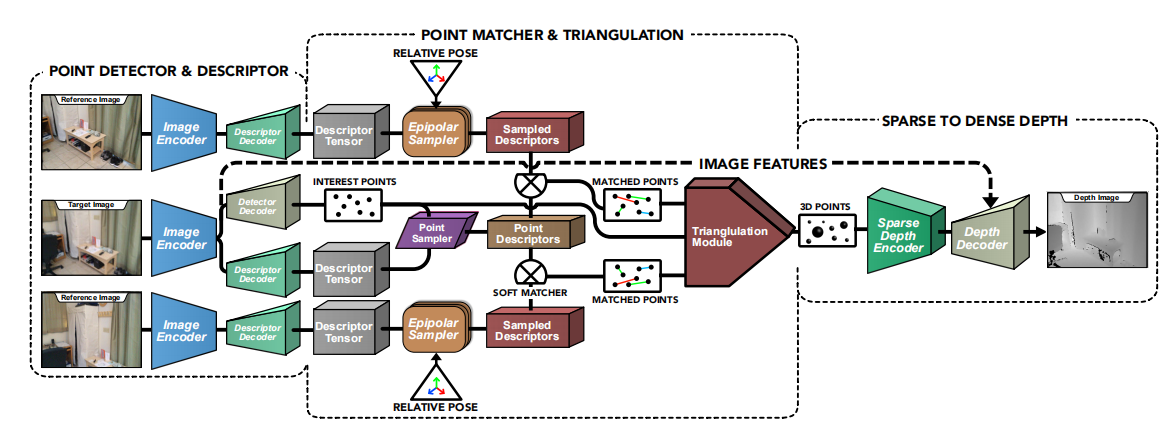 POINT MATCHER & TRIANGULATION
RELATIVE POSE
POINT DETECTOR & DESCRIPTOR
Reference Image
Image
Encoder
Descriptor
Decoder
Descriptor
Tensor
Epipolar
Sampler
Sampled
Descriptors
SPARSE TO DENSE DEPTH
IMAGE FEATURES
INTEREST POINTS
MATCHED POINTS
Target Image
Image
Encoder
Detector
Decoder
Point
Sampler
Point
Descriptors
Trianglulation
Module
3D POINTS
Sparse
Depth
Encoder
Depth
Decoder
Depth Image
Descriptor
Decoder
Descriptor
Tensor
SOFT MATCHER
MATCHED POINTS
Reference Image
Image
Encoder
Descriptor
Decoder
Descriptor
Tensor
Epipolar
Sampler
Sampled
Descriptors
RELATIVE POSE